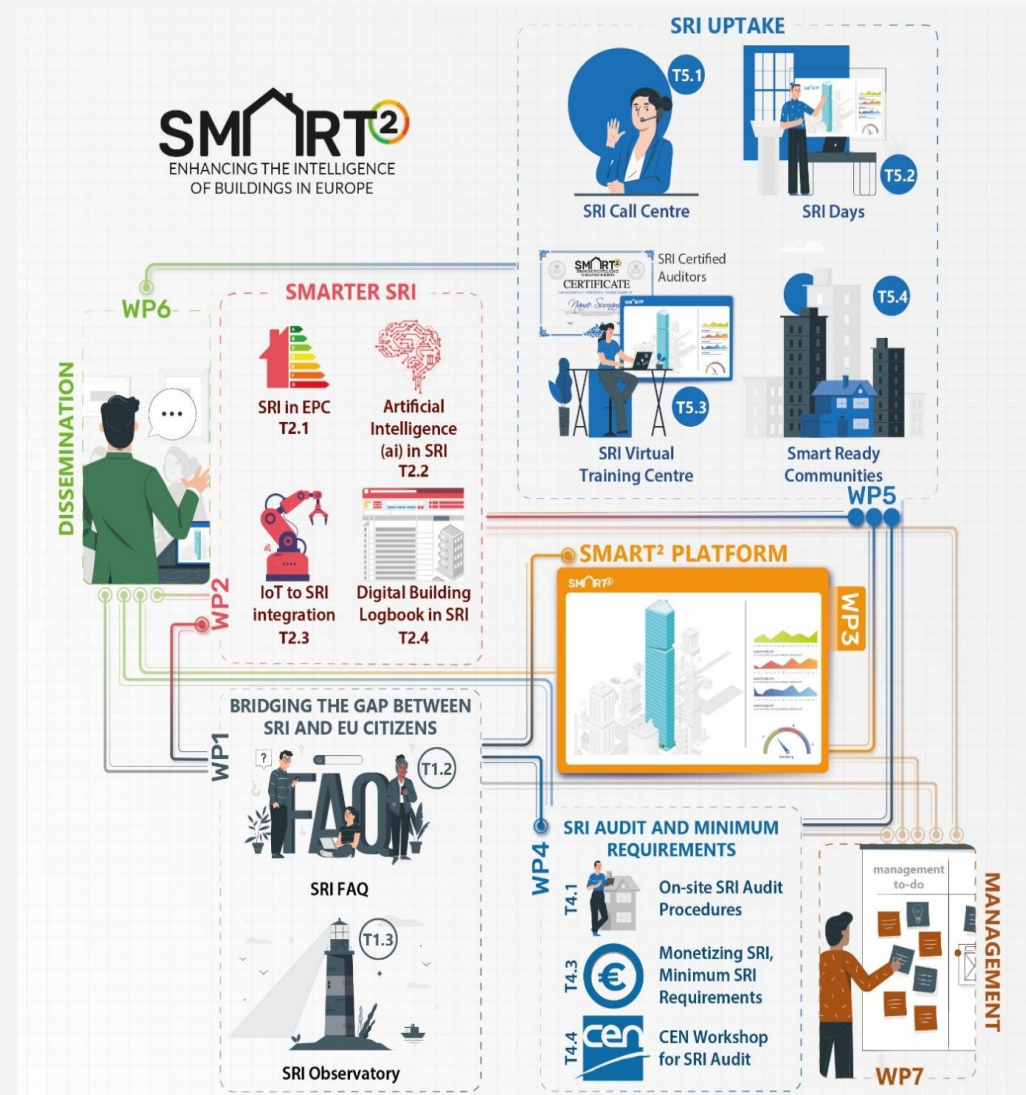 SMART2
ENHANCING THE INTELLIGENCE
OF BUILDINGS IN EUROPE
SRI UPTAKE
T5.1
SRI Call Centre
T5.2
SRI Days
SMART2
CERTIFICATE
SRI Certified
Auditors
T5.3
SRI Virtual
Training Centre
T5.4
Smart Ready
Communities
WP5
WP6
DISSEMINATION
...
SMARTER SRI
SRI in EPC
T2.1
Artificial
Intelligence
(ai) in SRI
T2.2
IoT to SRI
integration
T2.3
Digital Building
Logbook in SRI
T2.4
WP2
SMART² PLATFORM
SMART2
WP3
BRIDGING THE GAP BETWEEN
SRI AND EU CITIZENS
WP1
?
FAQ
T1.2
SRI FAQ
T1.3
SRI Observatory
WP4
SRI AUDIT AND MINIMUM
REQUIREMENTS
T4.1
On-site SRI Audit
Procedures
T4.3
€
Monetizing SRI,
Minimum SRI
Requirements
T4.4
cen
CEN Workshop
for SRI Audit
management
to-do
MANAGEMENT
WP7